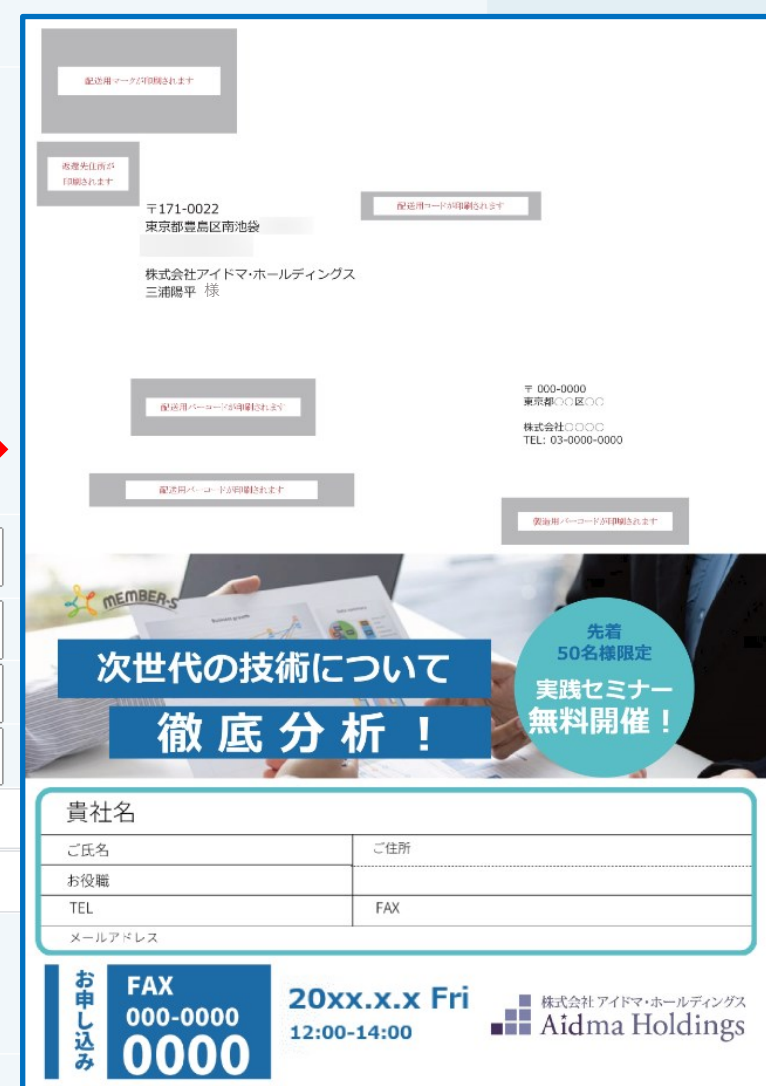 配送用マークが印刷されます
返還先住所が
印刷されます
配送用コードが印刷されます
〒171-0022
東京都豊島区南池袋
株式会社アイドマ・ホールディングス
三浦陽平 様
配送用バーコードが印刷されます
〒 000-0000
東京都○○区○○
株式会社○○○○
TEL: 03-0000-0000
配送用バーコードが印刷されます
製造用バーコードが印刷されます
MEMBER-S
Business growth
Data summary
次世代の技術について
徹底分析！
先着
50名様限定
実践セミナー
無料開催！
貴社名
ご氏名
ご住所
お役職
TEL
FAX
メールアドレス
お申し込み
FAX
000-0000
0000
20xx.x.x Fri
12:00-14:00
株式会社アイドマ・ホールディングス
Aidma Holdings